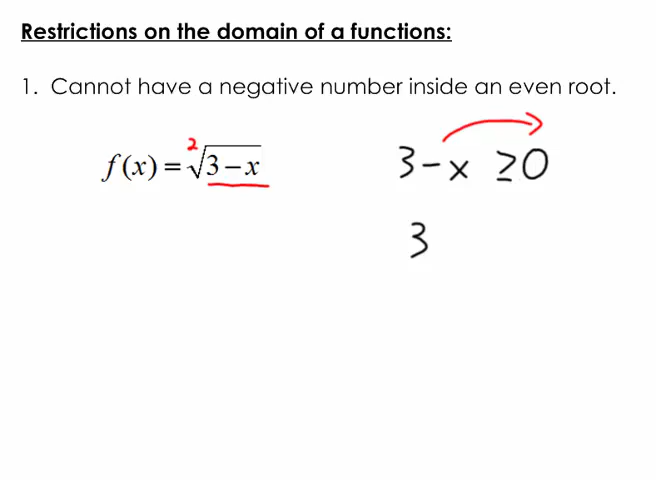 Restrictions on the domain of a functions:
1. Cannot have a negative number inside an even root.
f(x) = ²√3 − x
3 − x ≥ 0
3